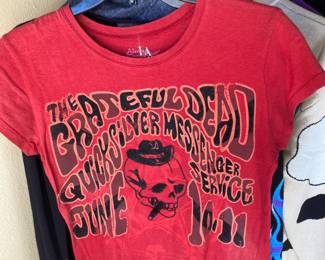 THE
GRATEFUL DEAD
QUICKSILVER MESSENGER
SERVICE
JUNE 10.11